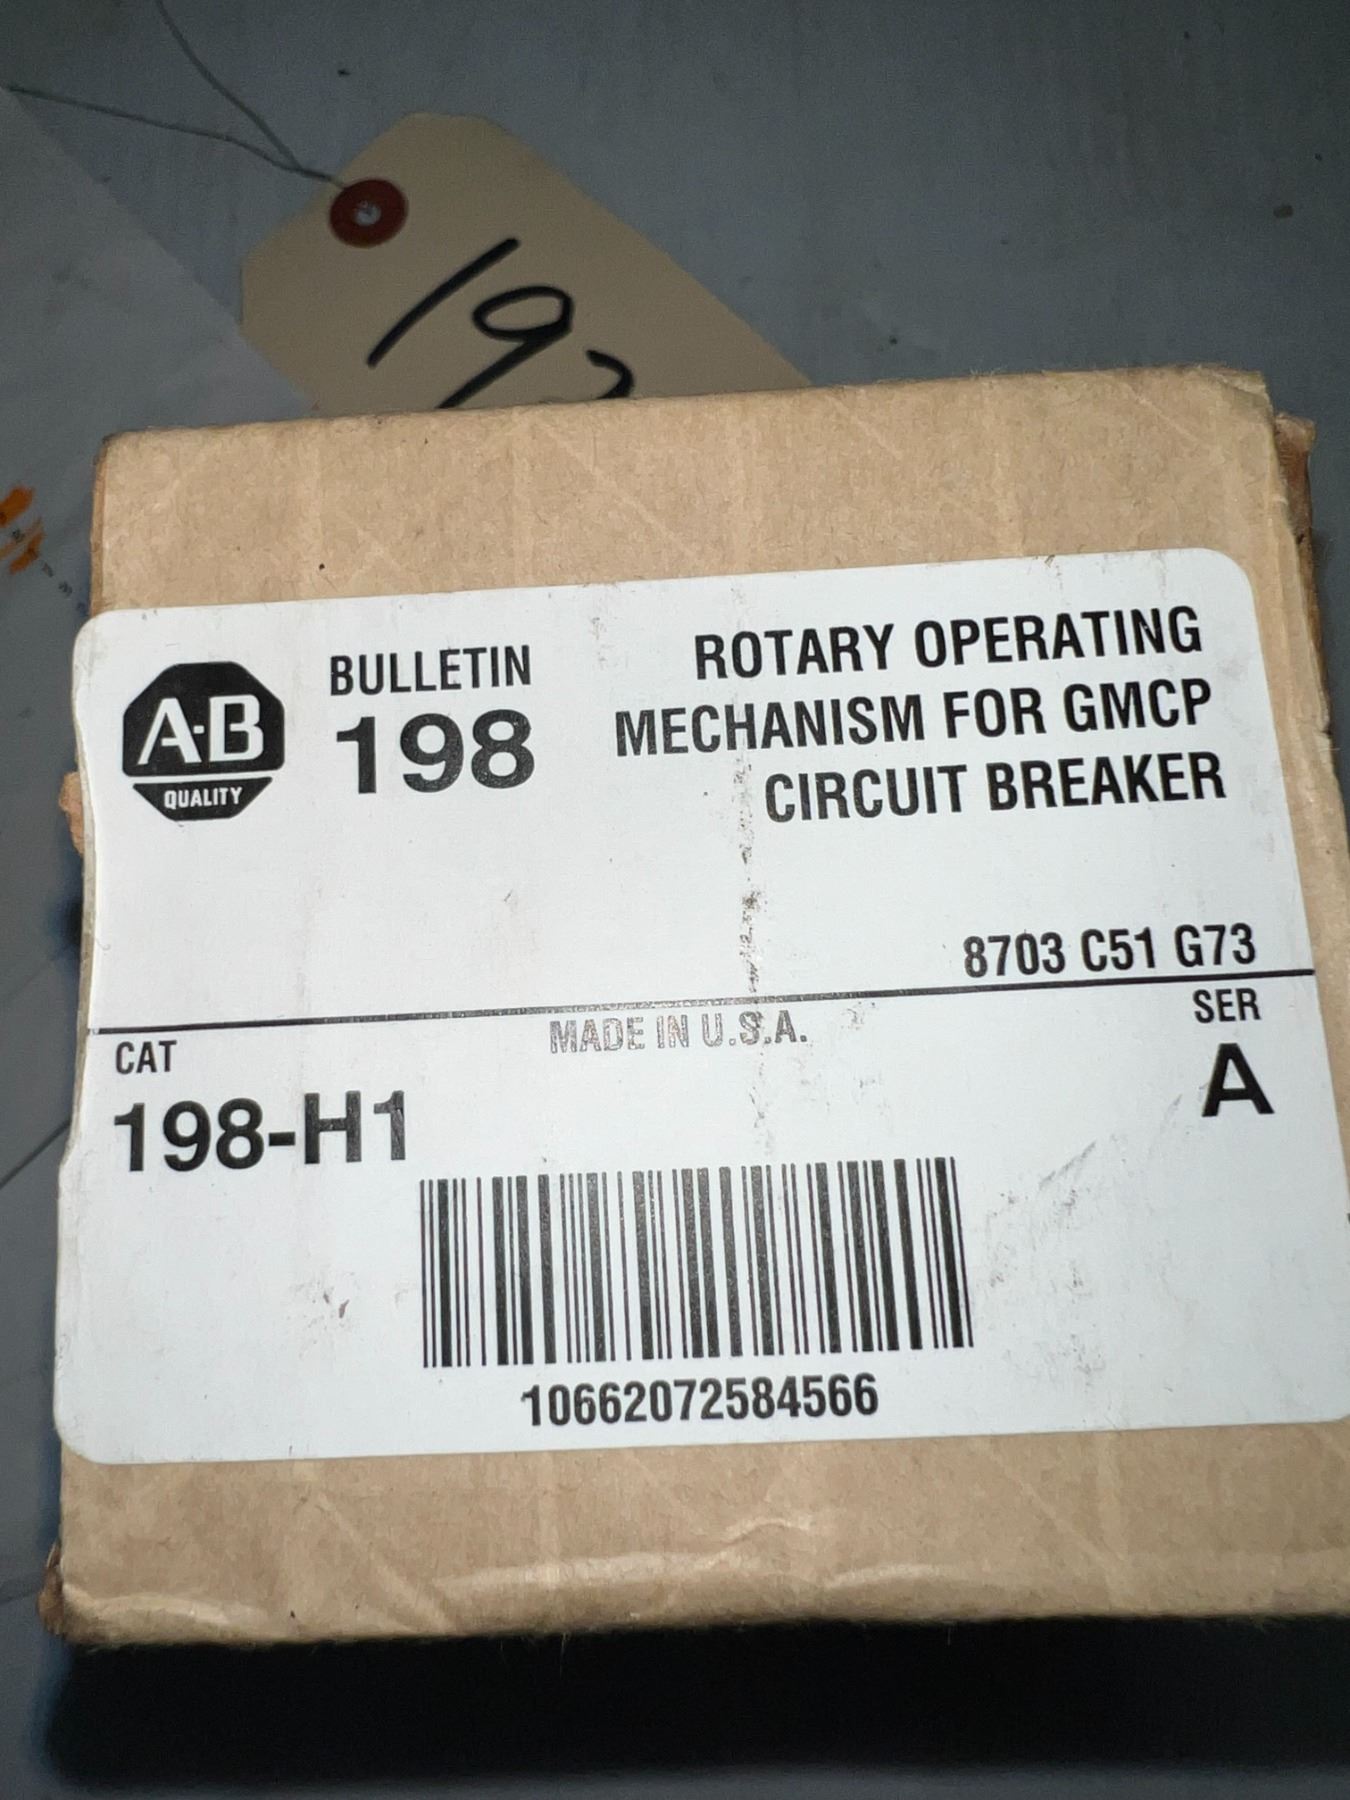 19
A-B
QUALITY
BULLETIN
198
ROTARY OPERATING
MECHANISM FOR GMCP
CIRCUIT BREAKER
8703 C51 G73
MADE IN U.S.A.
CAT
198-H1
SER
A
10662072584566